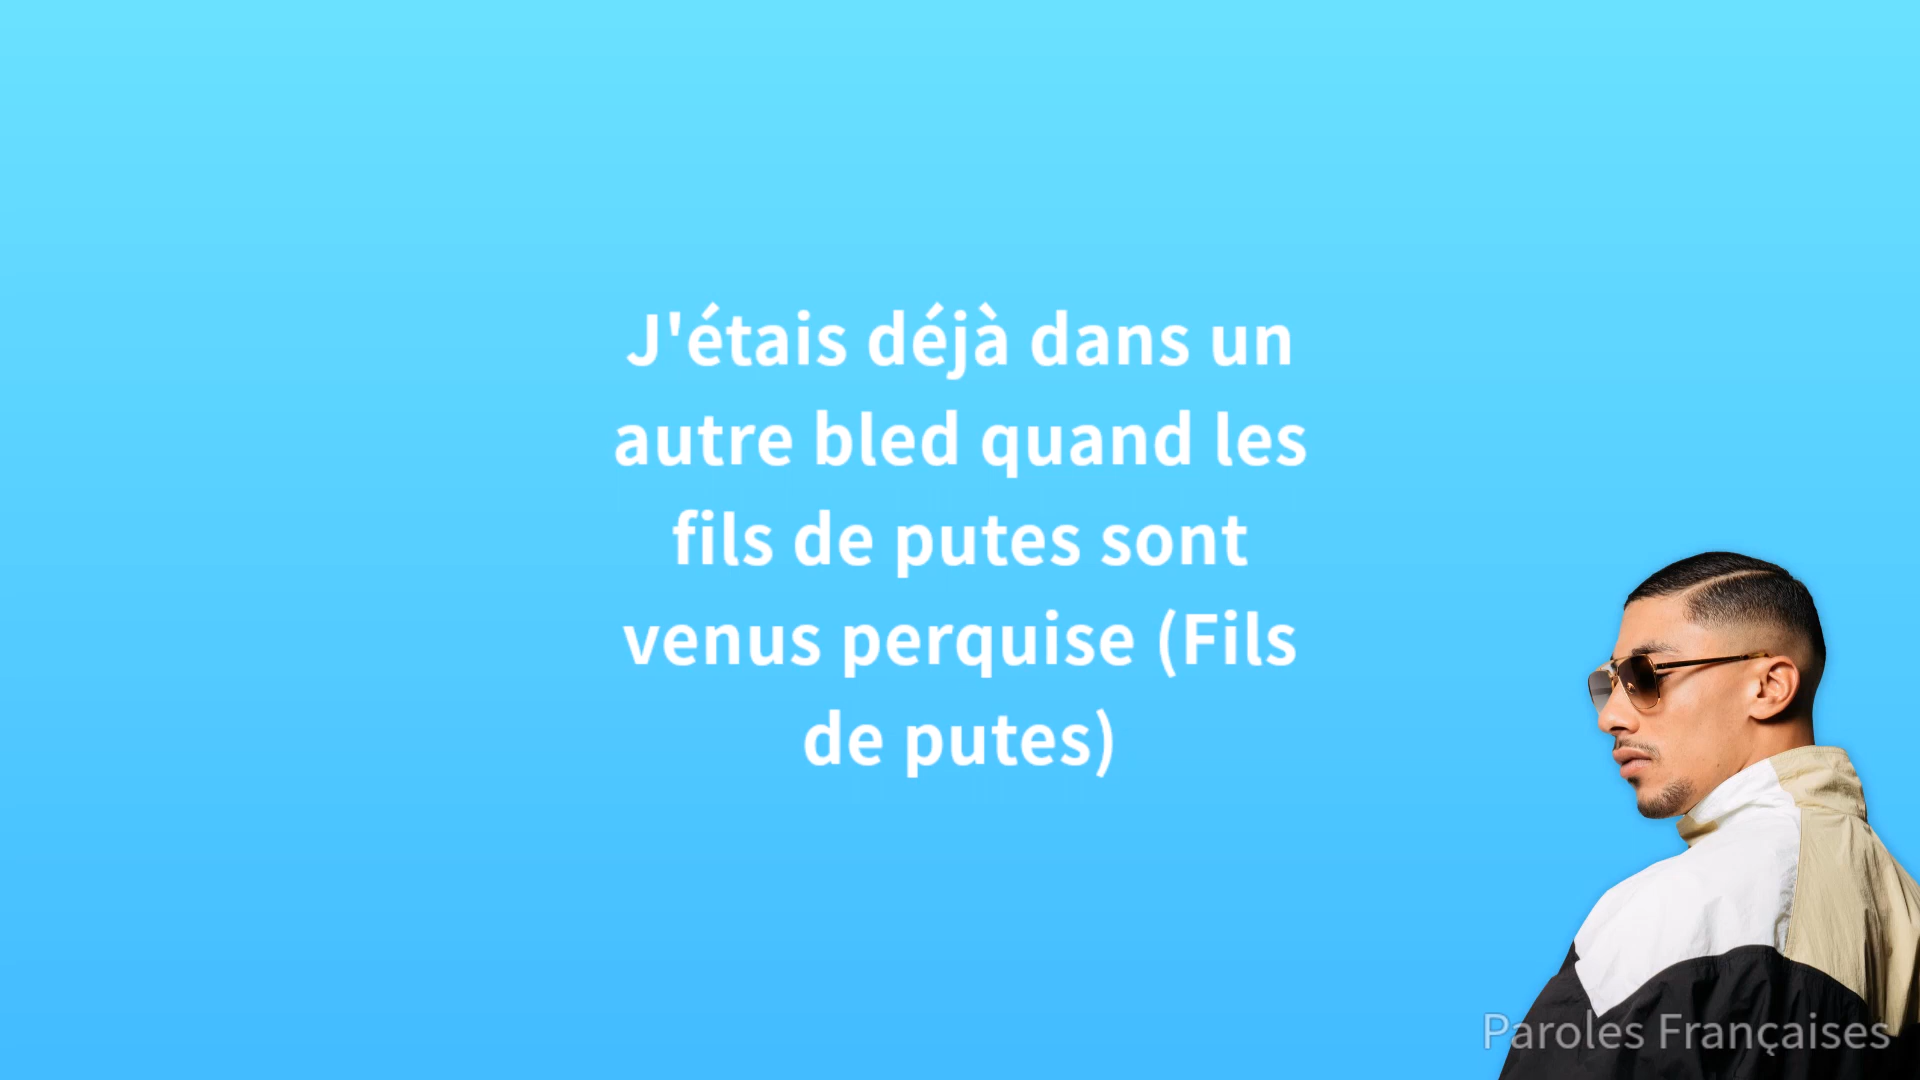 J'étais déjà dans un
autre bled quand les
fils de putes sont
venus perquise (Fils
de putes)
Paroles Françaises